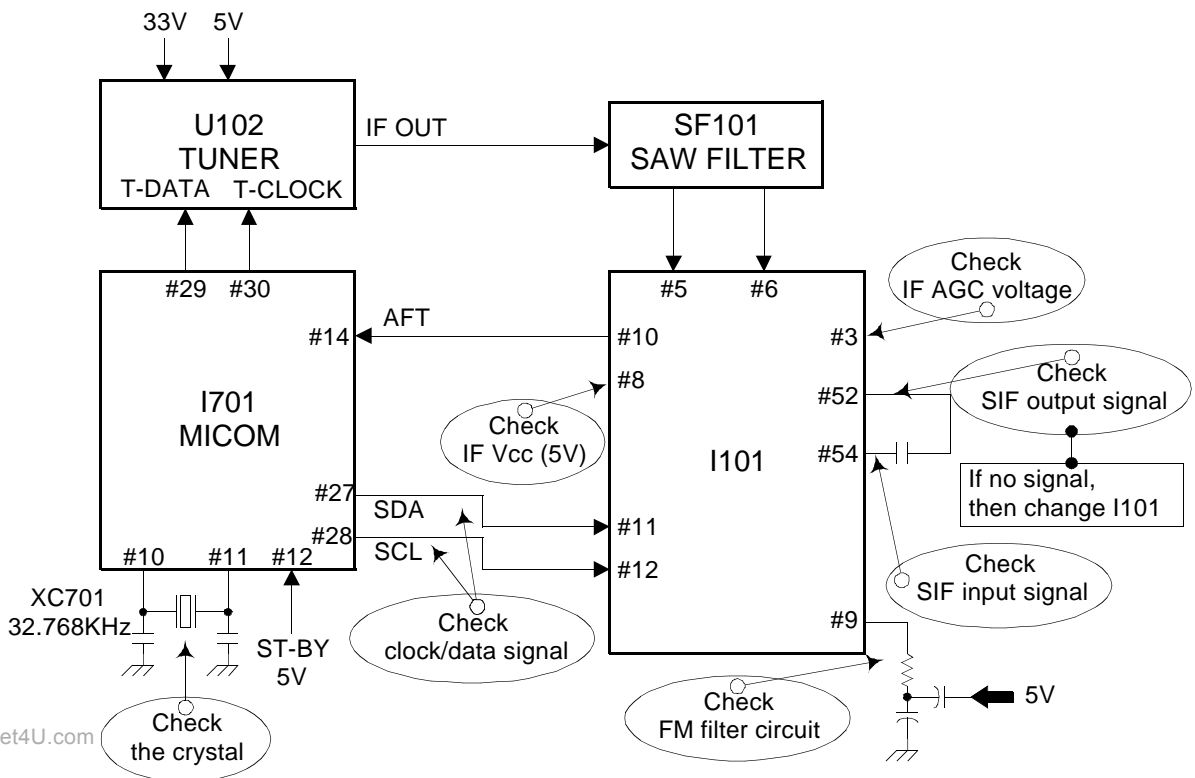 33V 5V
U102
TUNER
T-DATA T-CLOCK
IF OUT
SF101
SAW FILTER
#29 #30
#14
I701
MICOM
#27
#28
#10 #11 #12
AFT
SDA
SCL
#5 #6
#10
#8
I101
#11
#12
#3
#52
#54
#9
Check
IF AGC voltage
Check
SIF output signal
If no signal,
then change I101
Check
IF Vcc (5V)
Check
SIF input signal
Check
clock/data signal
XC701
32.768KHz
ST-BY
5V
Check
the crystal
Check
FM filter circuit
5V
et4U.com